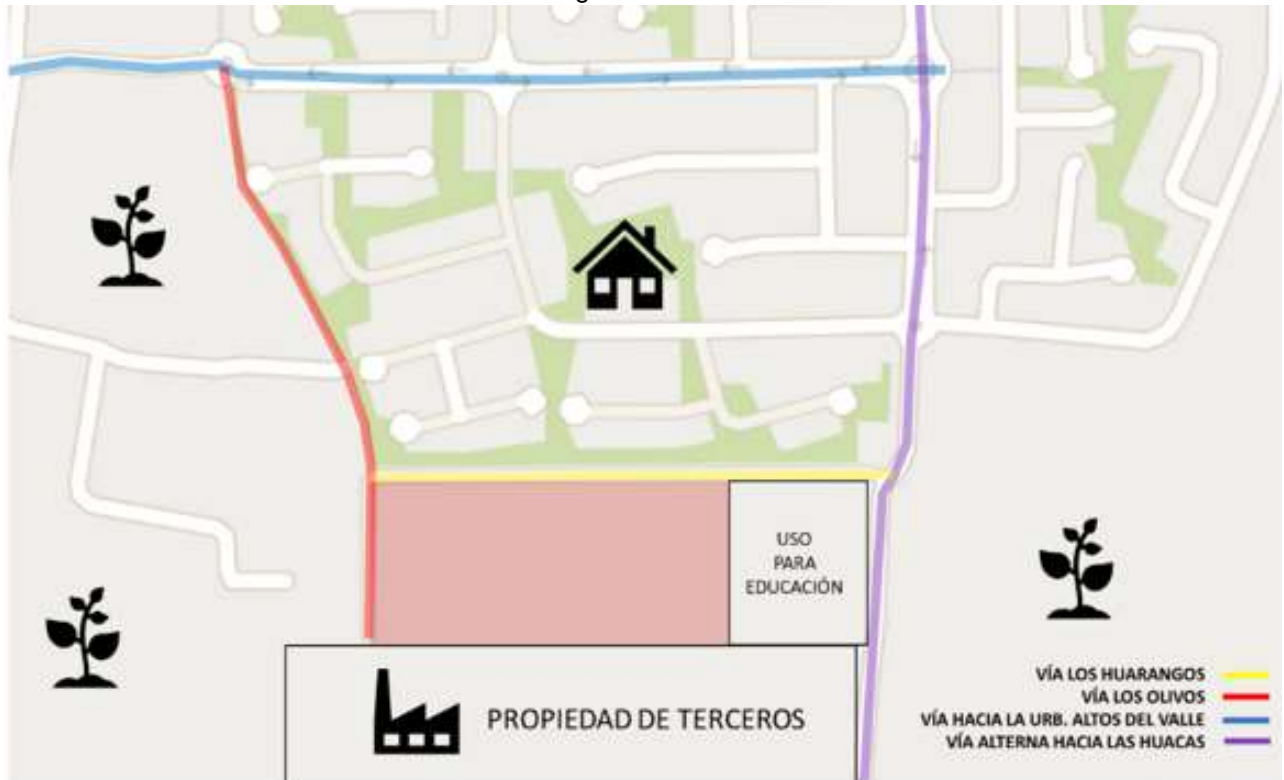 USO
PARA
EDUCACIÓN
PROPIEDAD DE TERCEROS
VÍA LOS HUARANGOS
VÍA LOS OLIVOS
VÍA HACIA LA URB. ALTOS DEL VALLE
VÍA ALTERNA HACIA LAS HUACAS